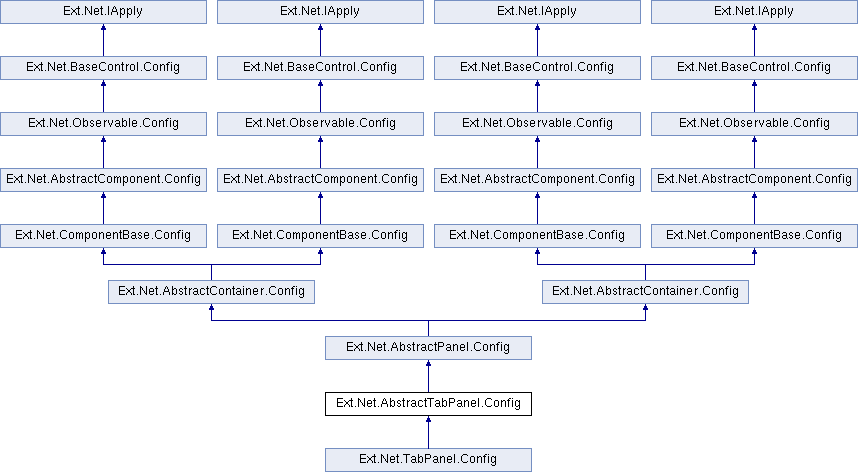 Ext.Net.IApply Ext.Net.IApply Ext.Net.IApply Ext.Net.IApply
Ext.Net.BaseControl.Config Ext.Net.BaseControl.Config Ext.Net.BaseControl.Config Ext.Net.BaseControl.Config
Ext.Net.Observable.Config Ext.Net.Observable.Config Ext.Net.Observable.Config Ext.Net.Observable.Config
Ext.Net.AbstractComponent.Config Ext.Net.AbstractComponent.Config Ext.Net.AbstractComponent.Config Ext.Net.AbstractComponent.Config
Ext.Net.ComponentBase.Config Ext.Net.ComponentBase.Config Ext.Net.ComponentBase.Config Ext.Net.ComponentBase.Config
Ext.Net.AbstractContainer.Config Ext.Net.AbstractContainer.Config
Ext.Net.AbstractPanel.Config
Ext.Net.AbstractTabPanel.Config
Ext.Net.TabPanel.Config